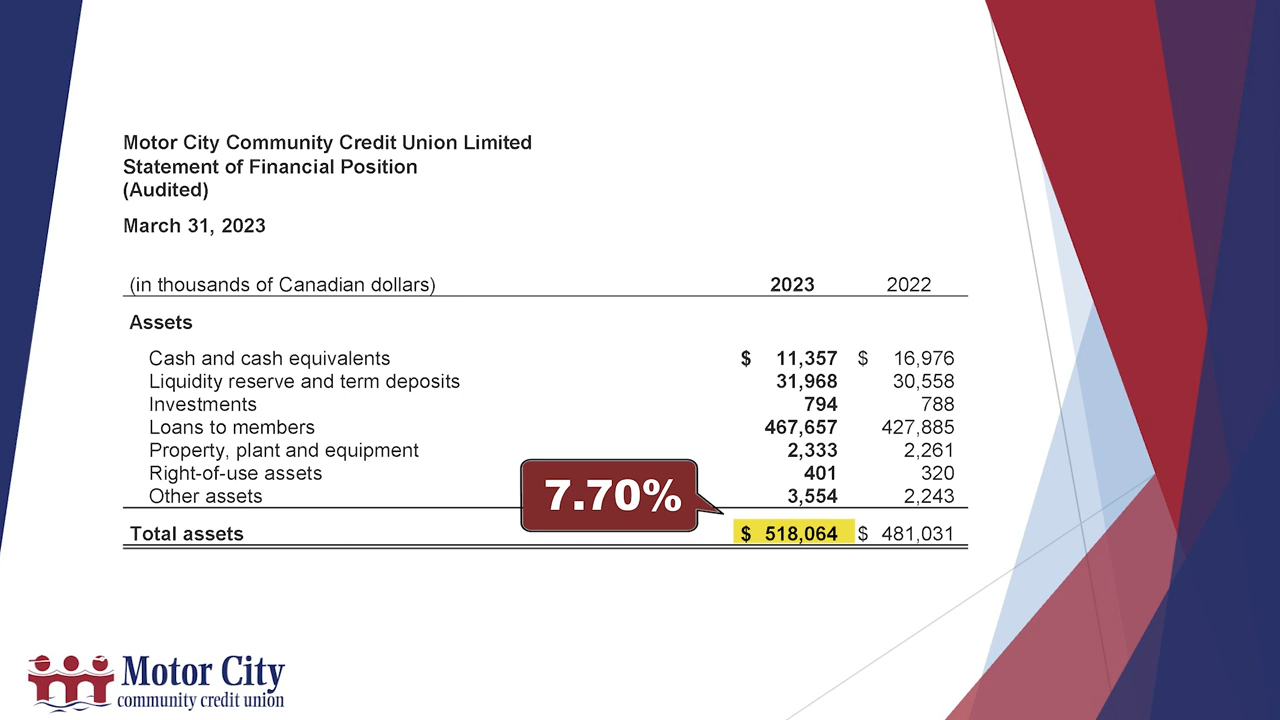 Motor City Community Credit Union Limited
Statement of Financial Position
(Audited)
March 31, 2023
(in thousands of Canadian dollars) 2023 2022
Assets
Cash and cash equivalents $ 11,357 $ 16,976
Liquidity reserve and term deposits 31,968 30,558
Investments 794 788
Loans to members 467,657 427,885
Property, plant and equipment 2,333 2,261
Right-of-use assets 401 320
Other assets 3,554 2,243
7.70%
Total assets $ 518,064 $ 481,031
Motor City
community credit union